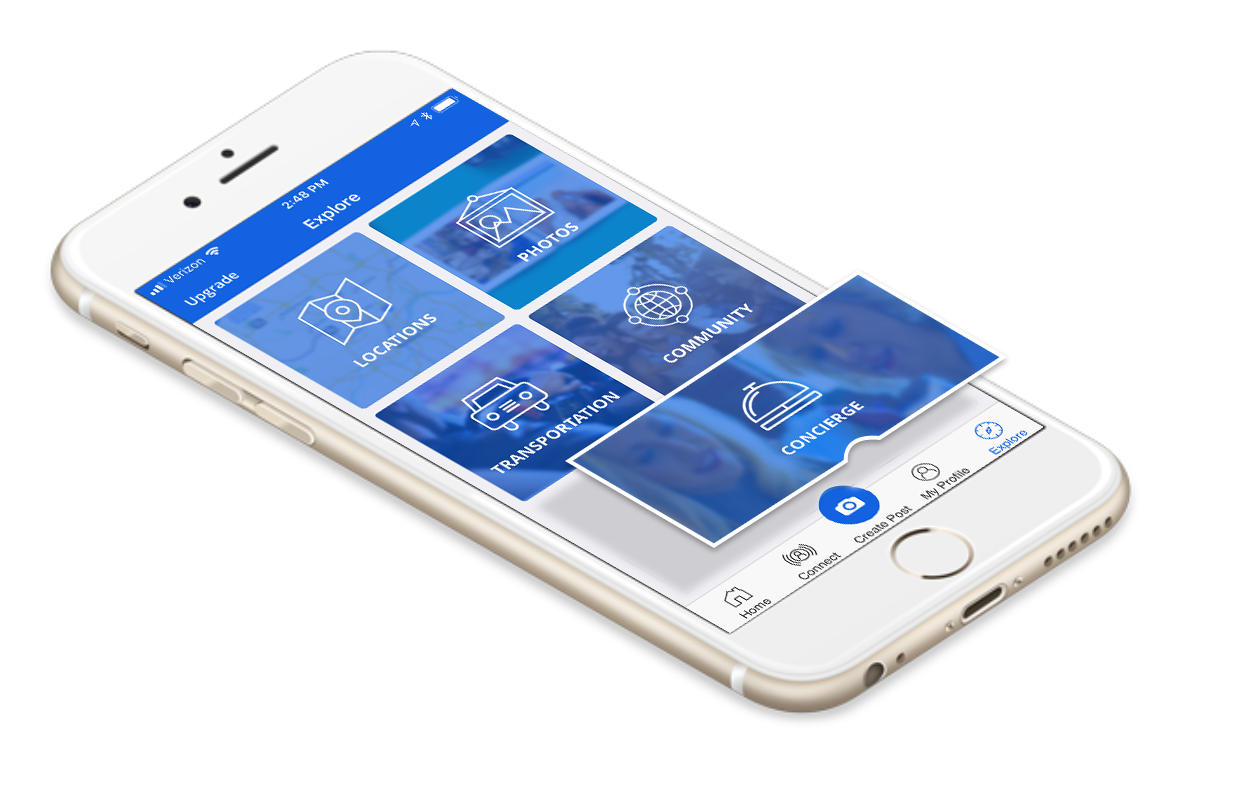 Verizon
2:48 PM
Upgrade
Explore
LOCATIONS
PHOTOS
TRANSPORTATION
COMMUNITY
CONCIERGE
Home
Connect
Create Post
My Profile
Explore